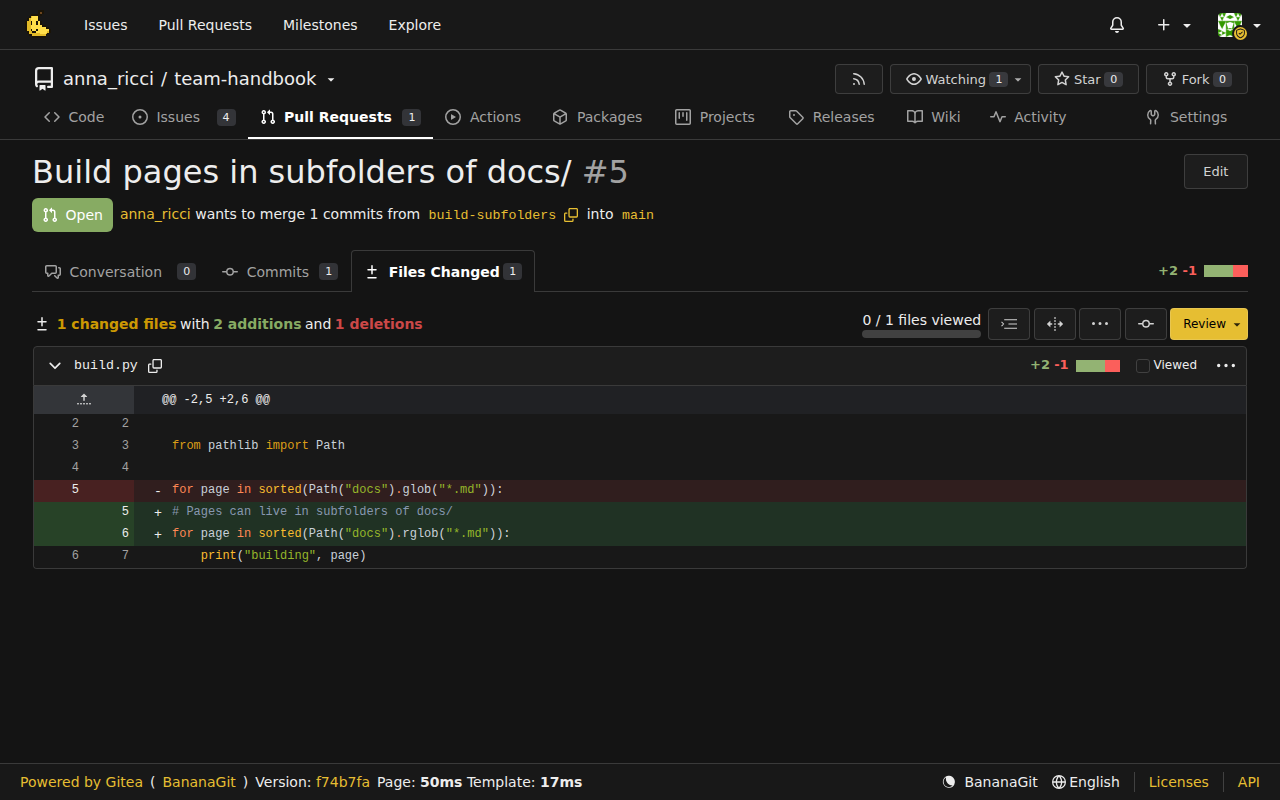 Issues Pull Requests Milestones Explore
anna_ricci / team-handbook Watching 1 Star 0 Fork 0
Code Issues 4 Pull Requests 1 Actions Packages Projects Releases Wiki Activity Settings
Build pages in subfolders of docs/ #5 Edit
Open anna_ricci wants to merge 1 commits from build-subfolders into main
Conversation 0 Commits 1 Files Changed 1 +2 -1
1 changed files with 2 additions and 1 deletions 0 / 1 files viewed Review
build.py +2 -1 Viewed
@@ -2,5 +2,6 @@
2 2
3 3 from pathlib import Path
4 4
5 - for page in sorted(Path("docs").glob("*.md")):
5 + # Pages can live in subfolders of docs/
6 + for page in sorted(Path("docs").rglob("*.md")):
6 7 print("building", page)
Powered by Gitea ( BananaGit ) Version: f74b7fa Page: 50ms Template: 17ms BananaGit English Licenses API